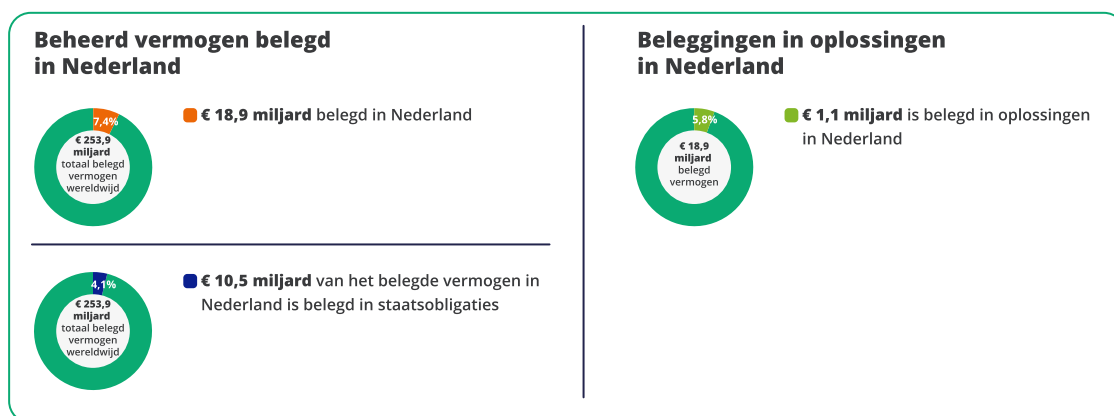 Beheerd vermogen belegd
in Nederland
7,4%
€ 253,9
miljard
totaal belegd
vermogen
wereldwijd
€ 18,9 miljard belegd in Nederland
4,1%
€ 253,9
miljard
totaal belegd
vermogen
wereldwijd
€ 10,5 miljard van het belegde vermogen in
Nederland is belegd in staatsobligaties
Beleggingen in oplossingen
in Nederland
5,8%
€ 18,9
miljard
belegd
vermogen
€ 1,1 miljard is belegd in oplossingen
in Nederland